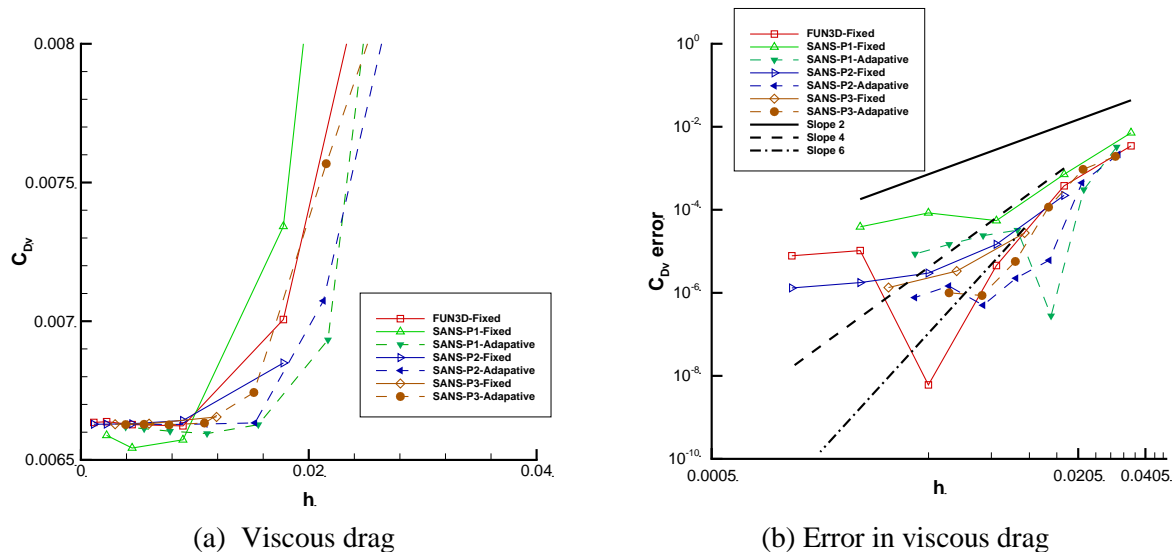 0.008
0.0075
0.007
0.0065
C_Dv
0.
0.02
0.04
h.
FUN3D-Fixed
SANS-P1-Fixed
SANS-P1-Adapative
SANS-P2-Fixed
SANS-P2-Adapative
SANS-P3-Fixed
SANS-P3-Adapative
(a) Viscous drag
FUN3D-Fixed
SANS-P1-Fixed
SANS-P1-Adapative
SANS-P2-Fixed
SANS-P2-Adapative
SANS-P3-Fixed
SANS-P3-Adapative
Slope 2
Slope 4
Slope 6
10^0.
10^-2.
10^-4.
10^-6.
10^-8.
10^-10.
C_Dv error
0.0005.
0.0205.
0.0405.
h.
(b) Error in viscous drag